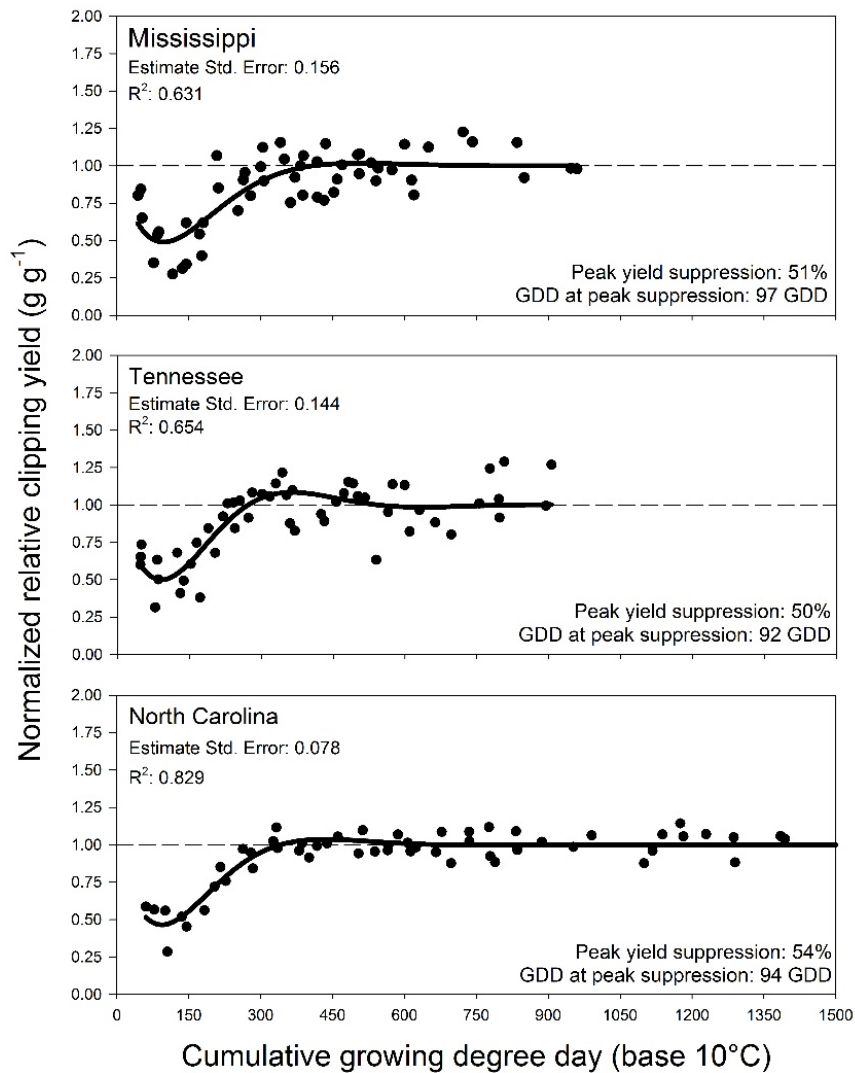 Normalized relative clipping yield (g g⁻¹)
2.00
1.75
1.50
1.25
1.00
0.75
0.50
0.25
0.00
Mississippi
Estimate Std. Error: 0.156
R²: 0.631
Peak yield suppression: 51%
GDD at peak suppression: 97 GDD
2.00
1.75
1.50
1.25
1.00
0.75
0.50
0.25
0.00
Tennessee
Estimate Std. Error: 0.144
R²: 0.654
Peak yield suppression: 50%
GDD at peak suppression: 92 GDD
2.00
1.75
1.50
1.25
1.00
0.75
0.50
0.25
0.00
North Carolina
Estimate Std. Error: 0.078
R²: 0.829
Peak yield suppression: 54%
GDD at peak suppression: 94 GDD
0 150 300 450 600 750 900 1050 1200 1350 1500
Cumulative growing degree day (base 10°C)